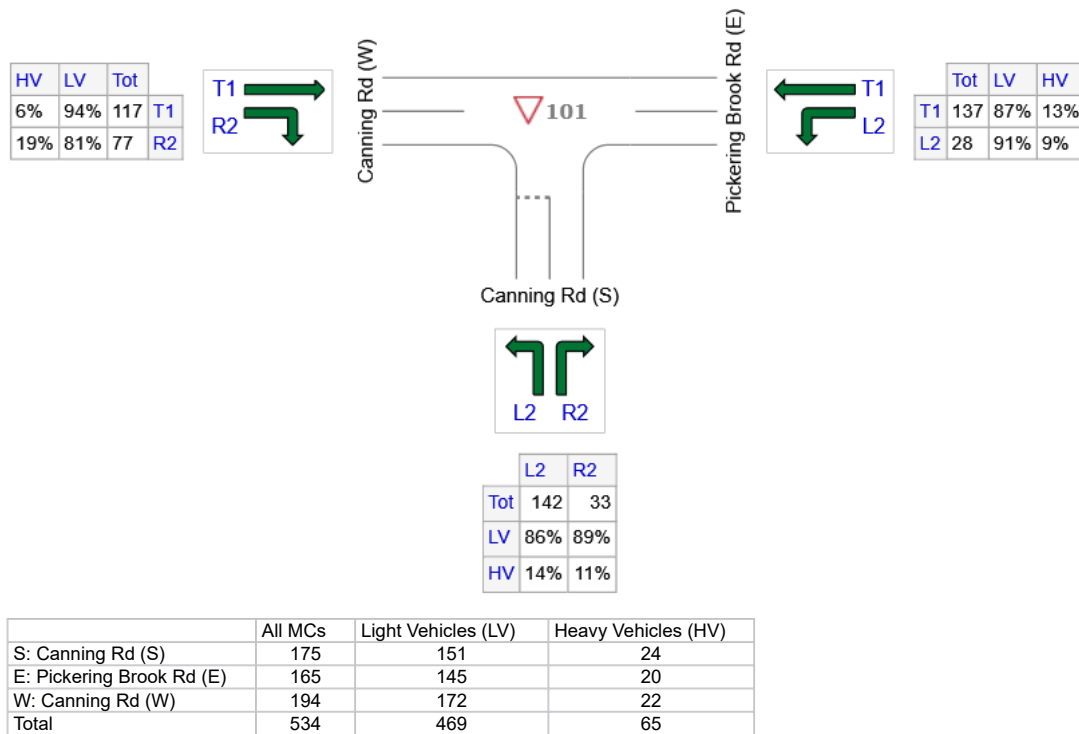 Canning Rd (W)
Pickering Brook Rd (E)
HV LV Tot
6% 94% 117 T1
19% 81% 77 R2
T1
R2
101
T1
L2
Tot LV HV
T1 137 87% 13%
L2 28 91% 9%
Canning Rd (S)
L2 R2
L2 R2
Tot 142 33
LV 86% 89%
HV 14% 11%
All MCs Light Vehicles (LV) Heavy Vehicles (HV)
S: Canning Rd (S) 175 151 24
E: Pickering Brook Rd (E) 165 145 20
W: Canning Rd (W) 194 172 22
Total 534 469 65